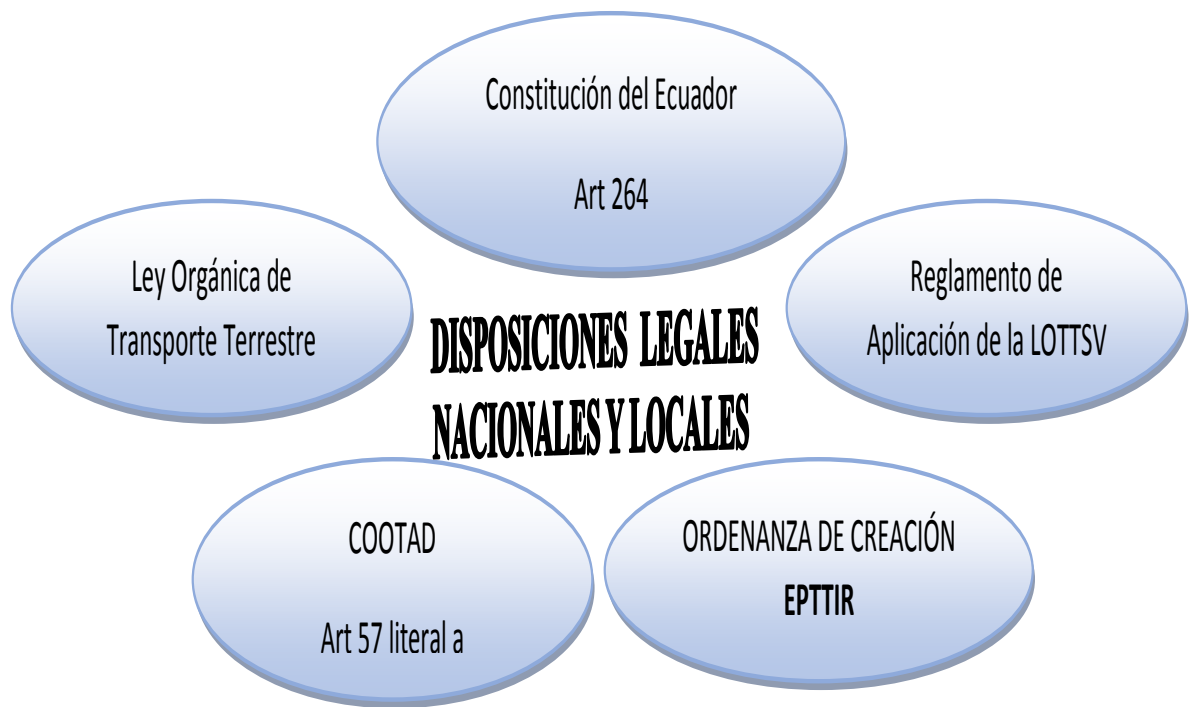 Constitución del Ecuador
Art 264
Ley Orgánica de
Transporte Terrestre
Reglamento de
Aplicación de la LOTTSV
DISPOSICIONES LEGALES
NACIONALES Y LOCALES
COOTAD
Art 57 literal a
ORDENANZA DE CREACIÓN
EPTTIR